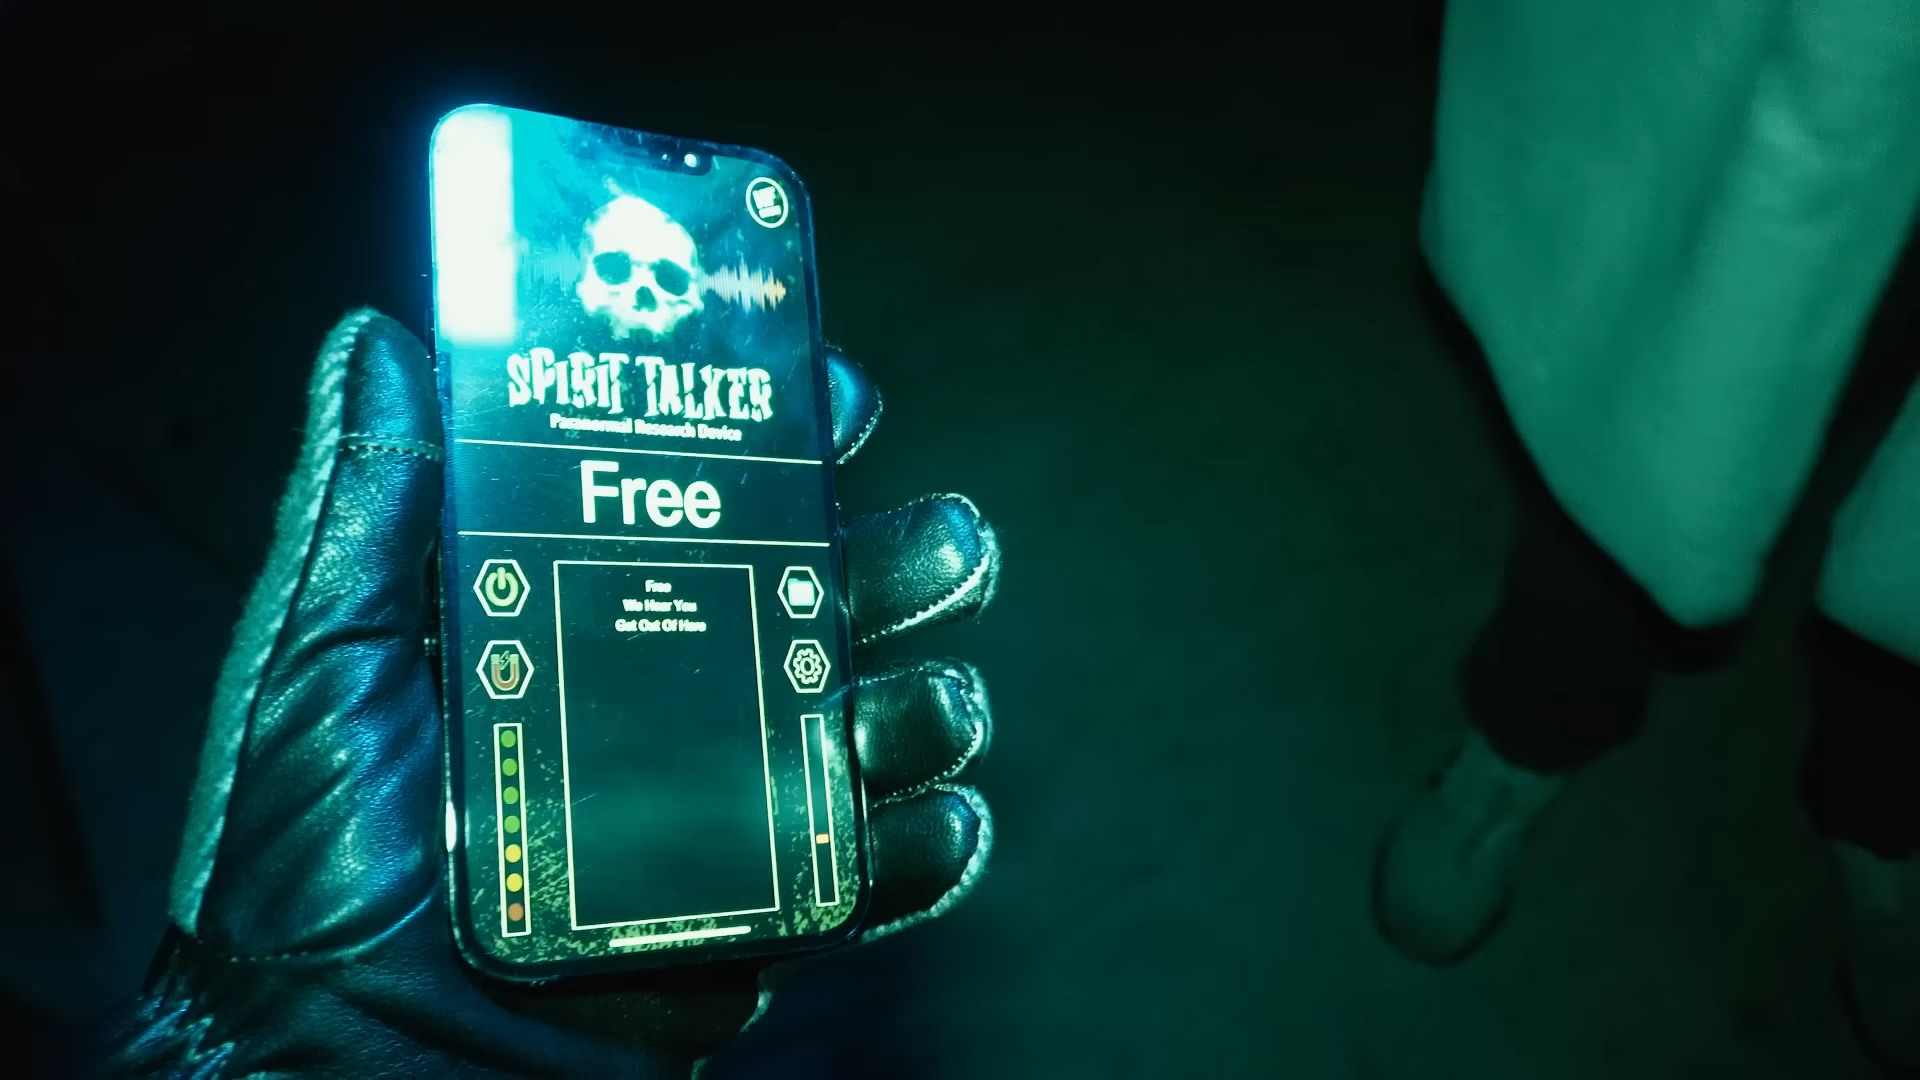 SPIRIT TALKER
Paranormal Research Device
Free
Free
We Hear You
Get Out Of Here